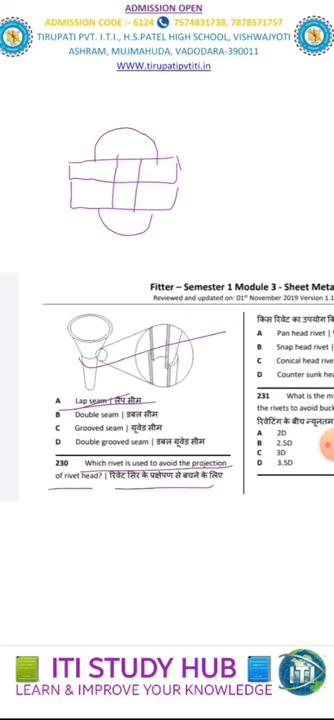 ADMISSION OPEN
ADMISSION CODE :- 6124 7574831738, 7878571757
TIRUPATI PVT. I.T.I., H.S.PATEL HIGH SCHOOL, VISHWAJYOTI
ASHRAM, MUJMAHUDA, VADODARA-390011
WWW.tirupatipvtiti.in
Fitter – Semester 1 Module 3 - Sheet Meta
Reviewed and updated on: 01st November 2019 Version 1.1
A Lap seam | लैप सीम
B Double seam | डबल सीम
C Grooved seam | ग्रूवेड सीम
D Double grooved seam | डबल ग्रूवेड सीम
230 Which rivet is used to avoid the projection
of rivet head? | रिवेट सिर के प्रक्षेपण से बचने के लिए
किस रिवेट का उपयोग कि
A Pan head rivet |
B Snap head rivet |
C Conical head rive
D Counter sunk hea
231 What is the m
the rivets to avoid buck
रिवेटिंग के बीच न्यूनतम
A 2D
B 2.5D
C 3D
D 3.5D
ITI STUDY HUB
ITI
LEARN & IMPROVE YOUR KNOWLEDGE